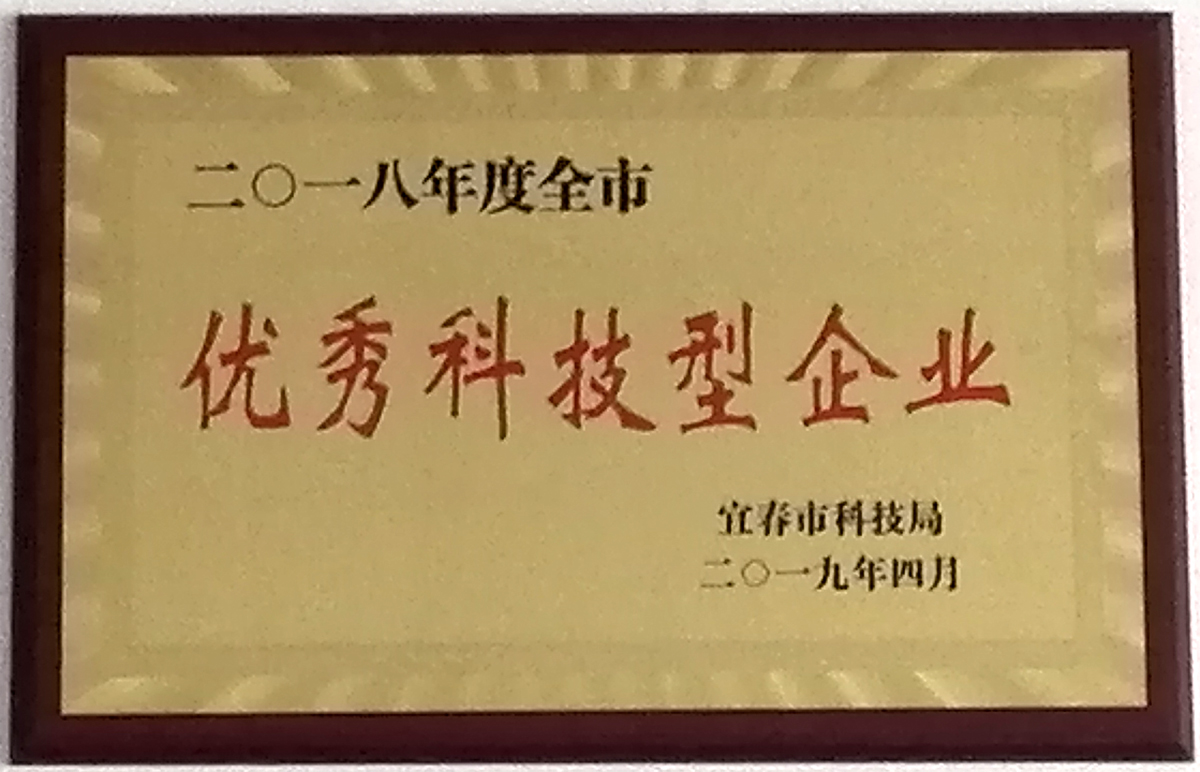 二〇一八年度全市
优秀科技型企业
宜春市科技局
二〇一九年四月